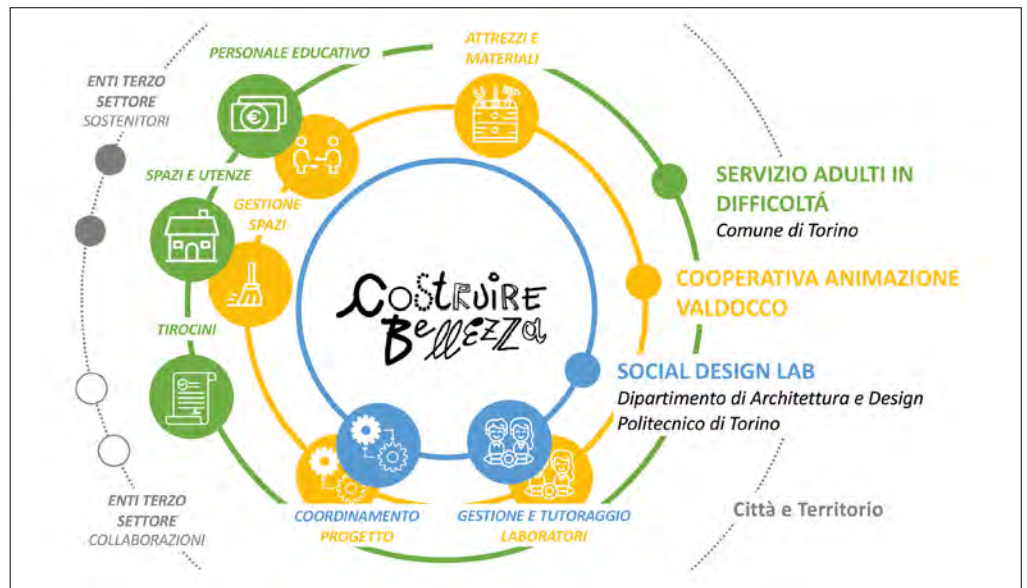 PERSONALE EDUCATIVO
ATTREZZI E
MATERIALI
ENTI TERZO
SETTORE
SOSTENITORI
SPAZI E UTENZE
GESTIONE
SPAZI
TIROCINI
COSTRUIRE
BELLEZZA
SERVIZIO ADULTI IN
DIFFICOLTÁ
Comune di Torino
COOPERATIVA ANIMAZIONE
VALDOCCO
SOCIAL DESIGN LAB
Dipartimento di Architettura e Design
Politecnico di Torino
ENTI TERZO
SETTORE
COLLABORAZIONI
COORDINAMENTO
PROGETTO
GESTIONE E TUTORAGGIO
LABORATORI
Città e Territorio